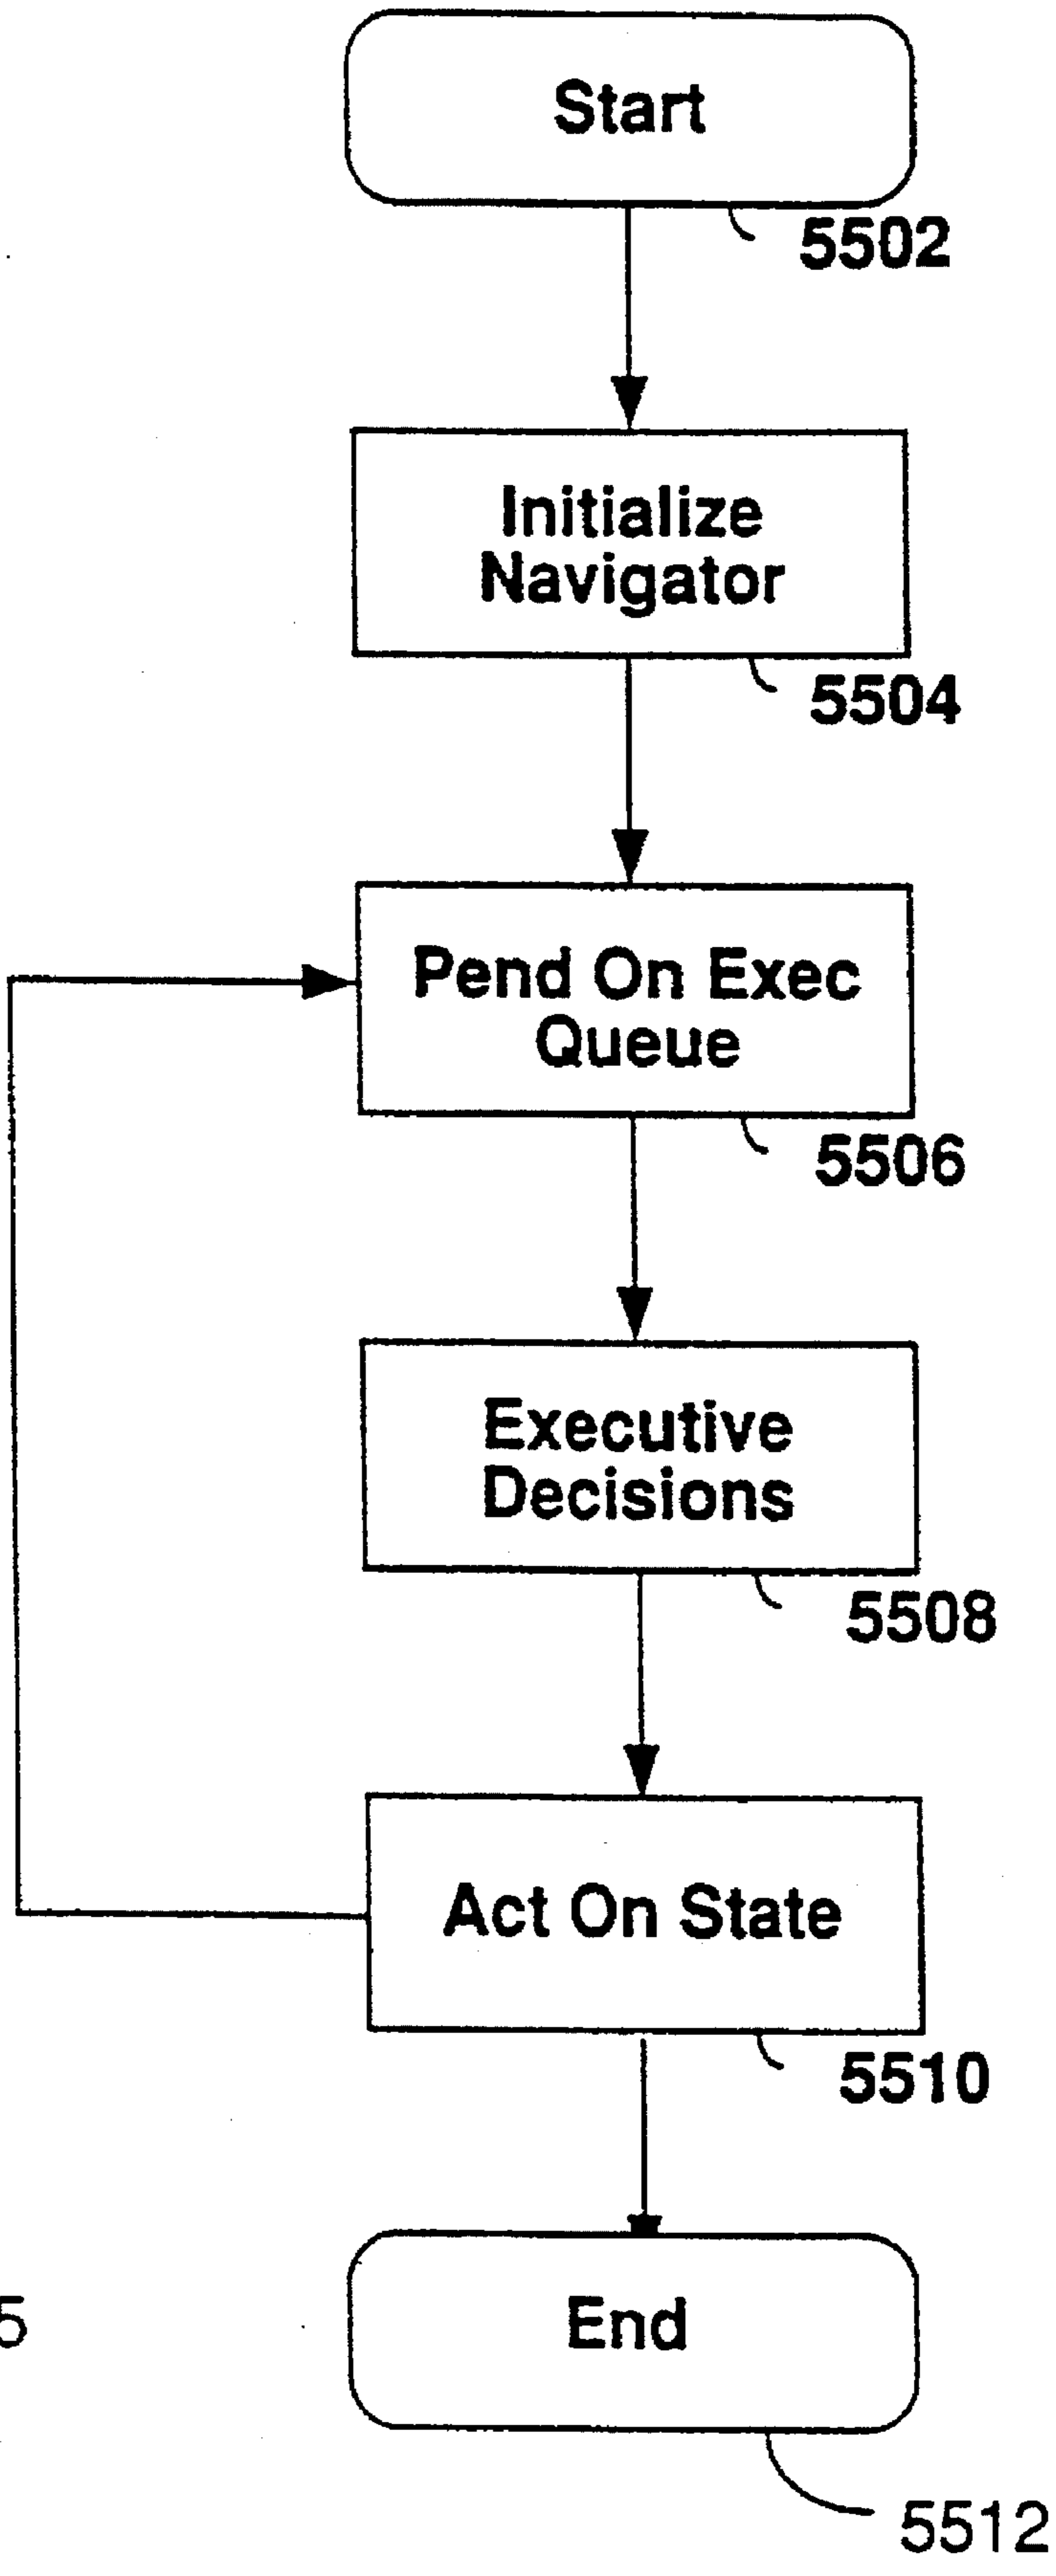 Start
5502
Initialize
Navigator
5504
Pend On Exec
Queue
5506
Executive
Decisions
5508
Act On State
5510
End
5
5512